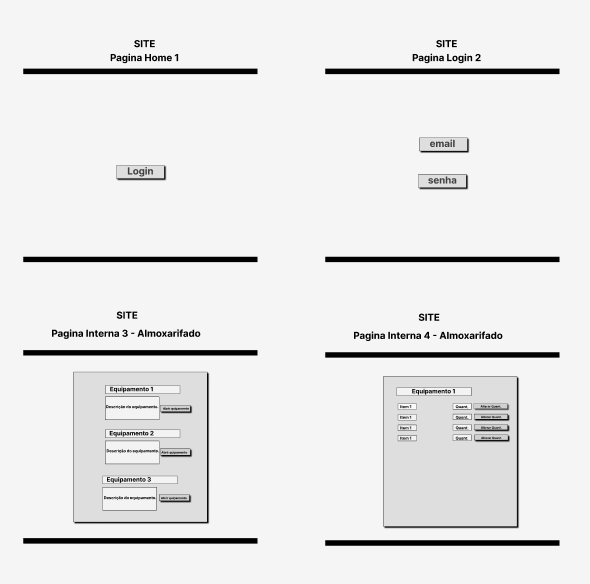 SITE
Pagina Home 1
Login
SITE
Pagina Login 2
email
senha
SITE
Pagina Interna 3 - Almoxarifado
Equipamento 1
Descrição do equipamento.
Abrir quipamento
Equipamento 2
Descrição do equipamento.
Abrir quipamento
Equipamento 3
Descrição do equipamento.
Abrir quipamento
SITE
Pagina Interna 4 - Almoxarifado
Equipamento 1
Item 1 Quant. Alterar Quant.
Item 1 Quant. Alterar Quant.
Item 1 Quant. Alterar Quant.
Item 1 Quant. Alterar Quant.